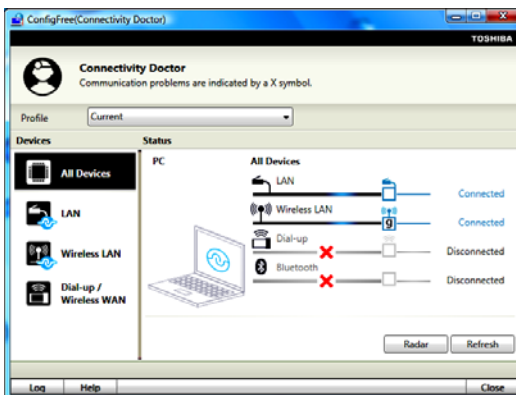 ConfigFree(Connectivity Doctor)
TOSHIBA
Connectivity Doctor
Communication problems are indicated by a X symbol.
Profile
Current
Devices
Status
All Devices
LAN
Wireless LAN
Dial-up /
Wireless WAN
PC
All Devices
LAN
Connected
Wireless LAN
g
Connected
Dial-up
Disconnected
Bluetooth
Disconnected
Radar
Refresh
Log
Help
Close